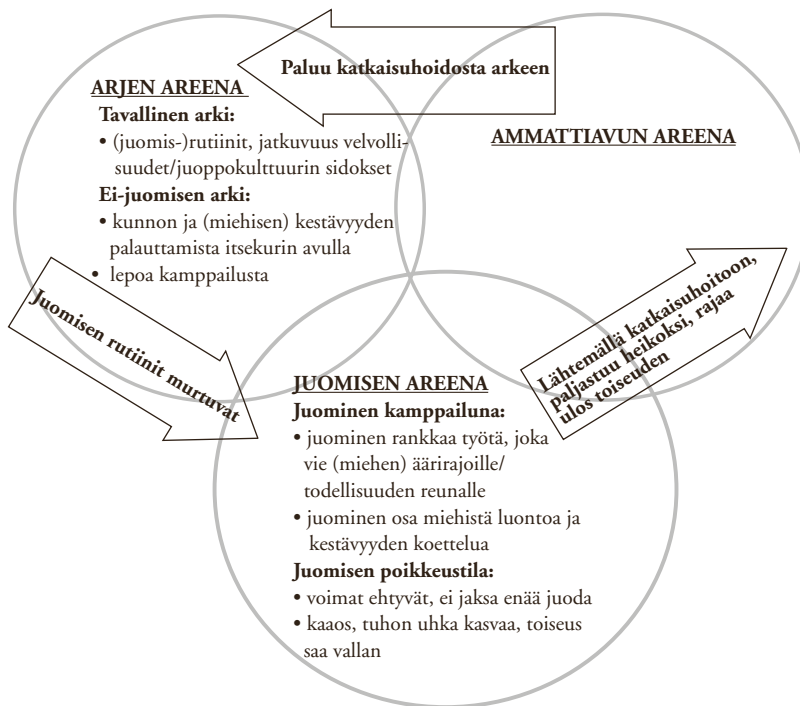 Paluu katkaisuhoidosta arkeen
ARJEN AREENA
Tavallinen arki:
• (juomis-)rutiinit, jatkuvuus velvolli-
suudet/juoppokulttuurin sidokset
Ei-juomisen arki:
• kunnon ja (miehisen) kestävyyden
palauttamista itsekurin avulla
• lepoa kamppailusta
AMMATTIAVUN AREENA
Juomisen rutiinit murtuvat
JUOMISEN AREENA
Juominen kamppailuna:
• juominen rankkaa työtä, joka
vie (miehen) äärirajoille/
todellisuuden reunalle
• juominen osa miehistä luontoa ja
kestävyyden koettelua
Juomisen poikkeustila:
• voimat ehtyvät, ei jaksa enää juoda
• kaaos, tuhon uhka kasvaa, toiseus
saa vallan
Lähtemällä katkaisuhoitoon,
paljastuu heikoksi, rajaa
ulos toiseuden